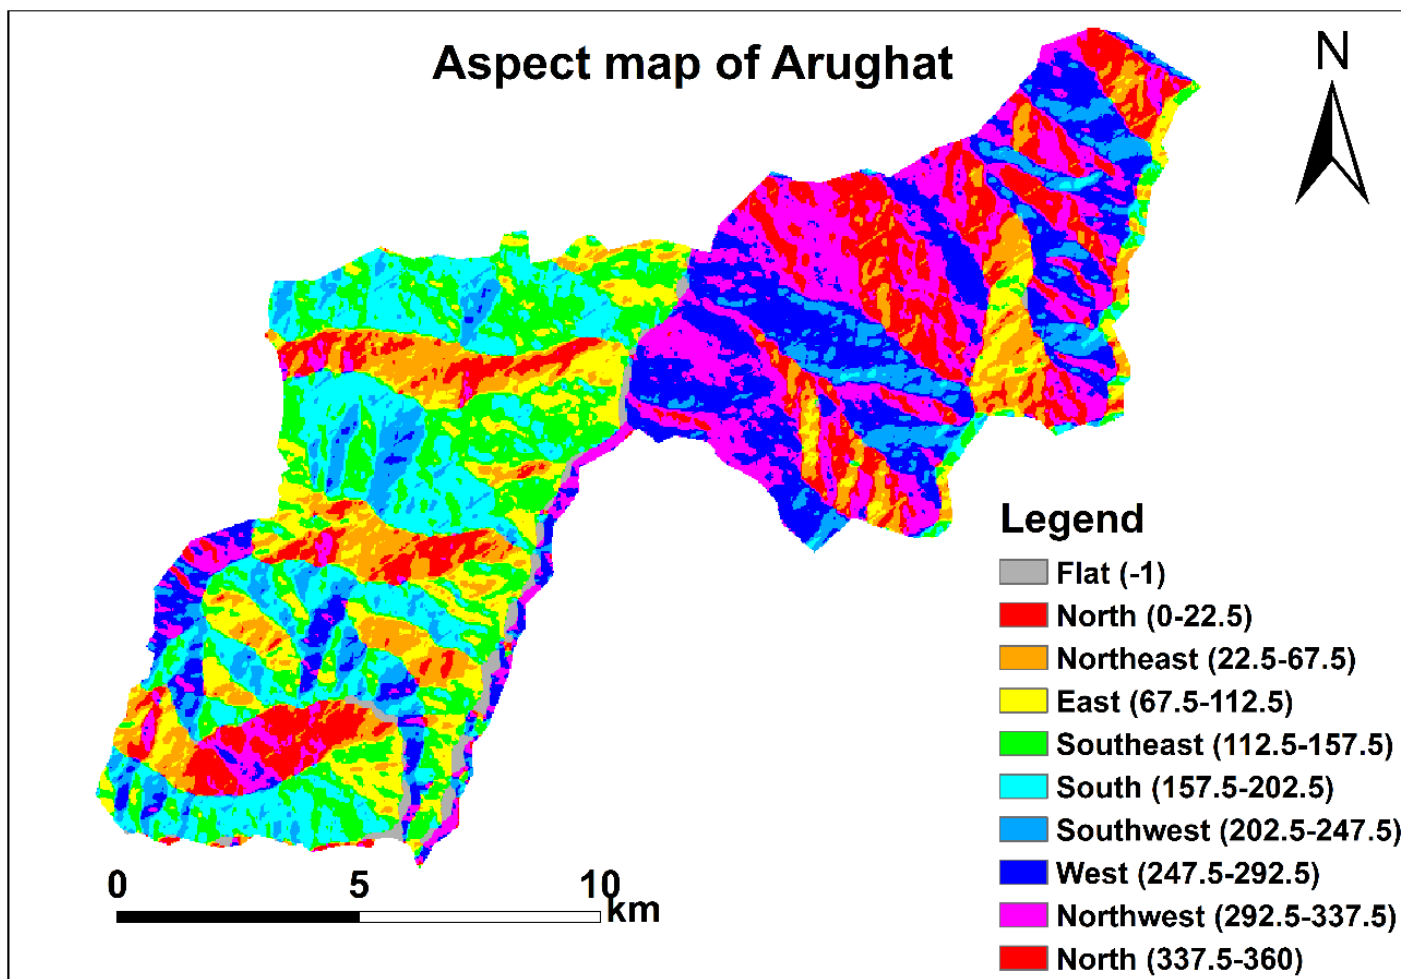 Aspect map of Arughat
N
Legend
Flat (-1)
North (0-22.5)
Northeast (22.5-67.5)
East (67.5-112.5)
Southeast (112.5-157.5)
South (157.5-202.5)
Southwest (202.5-247.5)
West (247.5-292.5)
Northwest (292.5-337.5)
North (337.5-360)
0 5 10
km